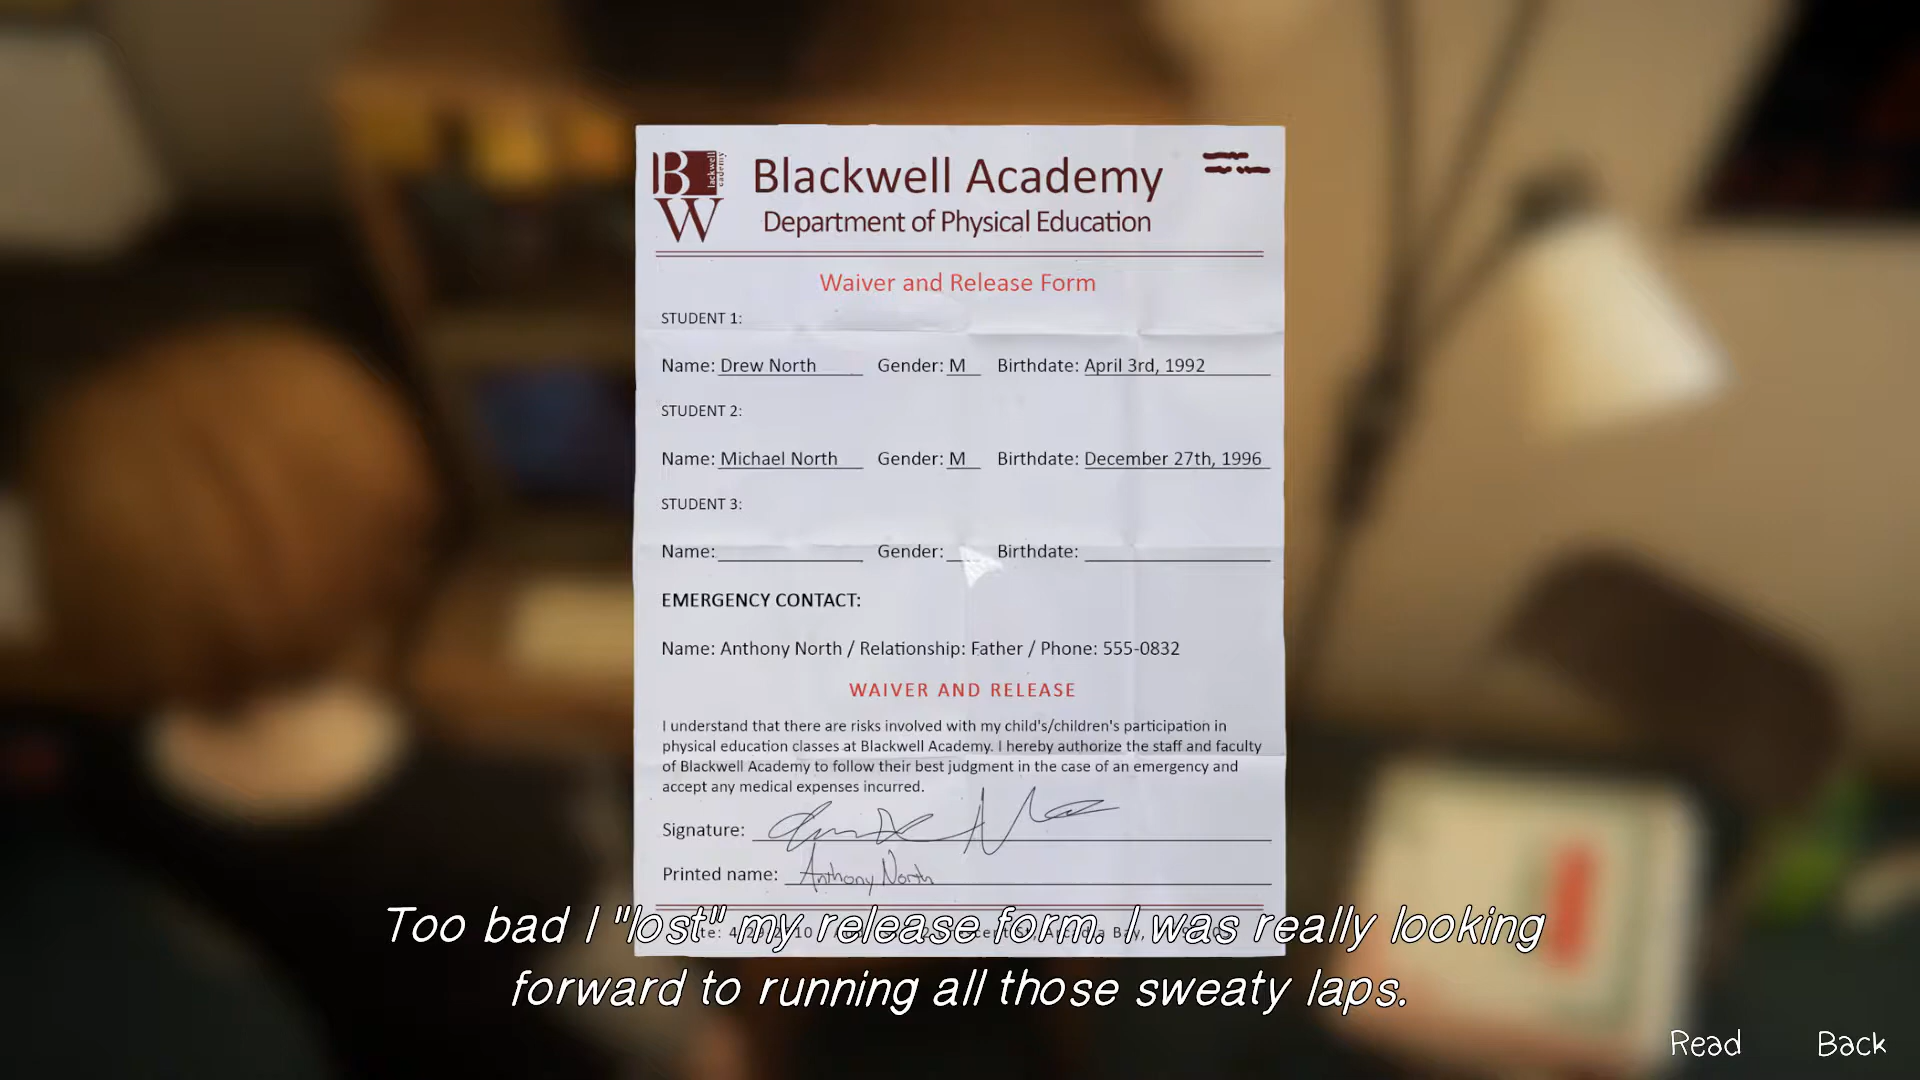 B lackwell cademy
W
Blackwell Academy
Department of Physical Education
Waiver and Release Form
STUDENT 1:
Name: Drew North Gender: M Birthdate: April 3rd, 1992
STUDENT 2:
Name: Michael North Gender: M Birthdate: December 27th, 1996
STUDENT 3:
Name: Gender: Birthdate:
EMERGENCY CONTACT:
Name: Anthony North / Relationship: Father / Phone: 555-0832
WAIVER AND RELEASE
I understand that there are risks involved with my child's/children's participation in
physical education classes at Blackwell Academy. I hereby authorize the staff and faculty
of Blackwell Academy to follow their best judgment in the case of an emergency and
accept any medical expenses incurred.
Signature:
Printed name: Anthony North
Too bad I "lost" my release form. I was really looking
forward to running all those sweaty laps.
Read Back